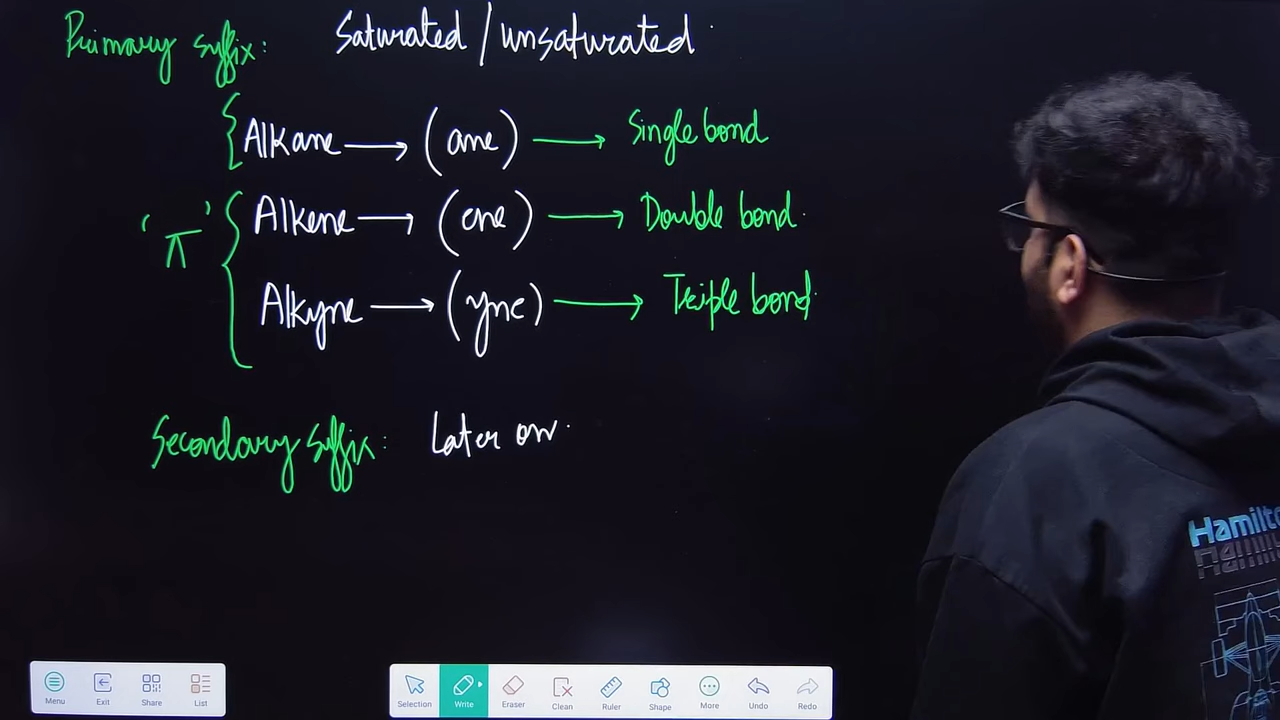 Primary suffix: Saturated / unsaturated
Alkane → (ane) → Single bond
'π'
Alkene → (ene) → Double bond
Alkyne → (yne) → Triple bond
Secondary suffix: Later on
Menu Exit Share List Selection Write Eraser Clean Ruler Shape More Undo Redo